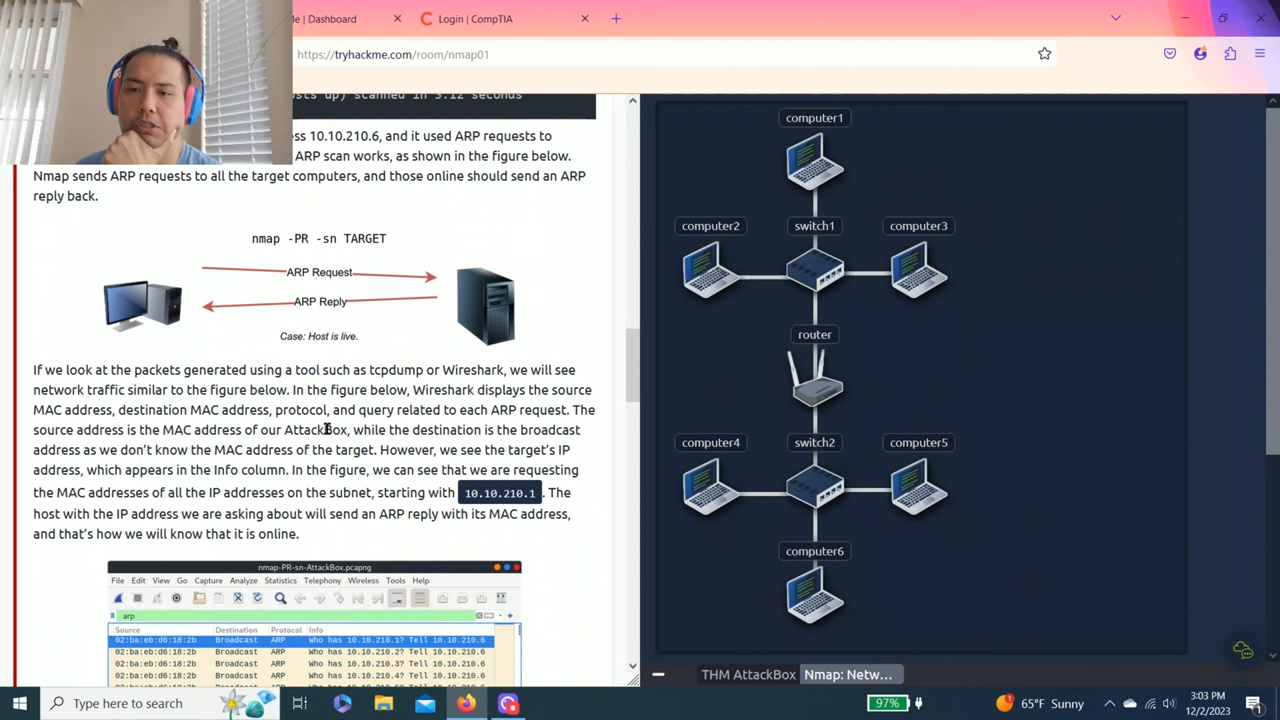 Me | Dashboard
Login | CompTIA
https://tryhackme.com/room/nmap01
up) scanned in 3.12 seconds
10.10.210.6, and it used ARP requests to
ARP scan works, as shown in the figure below.
Nmap sends ARP requests to all the target computers, and those online should send an ARP
reply back.
nmap -PR -sn TARGET
ARP Request
ARP Reply
Case: Host is live.
If we look at the packets generated using a tool such as tcpdump or Wireshark, we will see
network traffic similar to the figure below. In the figure below, Wireshark displays the source
MAC address, destination MAC address, protocol, and query related to each ARP request. The
source address is the MAC address of our AttackBox, while the destination is the broadcast
address as we don't know the MAC address of the target. However, we see the target's IP
address, which appears in the Info column. In the figure, we can see that we are requesting
the MAC addresses of all the IP addresses on the subnet, starting with 10.10.210.1. The
host with the IP address we are asking about will send an ARP reply with its MAC address,
and that's how we will know that it is online.
nmap-PR-sn-AttackBox.pcapng
File Edit View Go Capture Analyze Statistics Telephony Wireless Tools Help
arp
Source Destination Protocol Info
02:ba:eb:d6:18:2b Broadcast ARP Who has 10.10.210.1? Tell 10.10.210.6
02:ba:eb:d6:18:2b Broadcast ARP Who has 10.10.210.2? Tell 10.10.210.6
02:ba:eb:d6:18:2b Broadcast ARP Who has 10.10.210.3? Tell 10.10.210.6
02:ba:eb:d6:18:2b Broadcast ARP Who has 10.10.210.4? Tell 10.10.210.6
computer1
computer2
switch1
computer3
router
computer4
switch2
computer5
computer6
THM AttackBox
Nmap: Netw...
Type here to search
97%
65°F Sunny
3:03 PM
12/2/2023